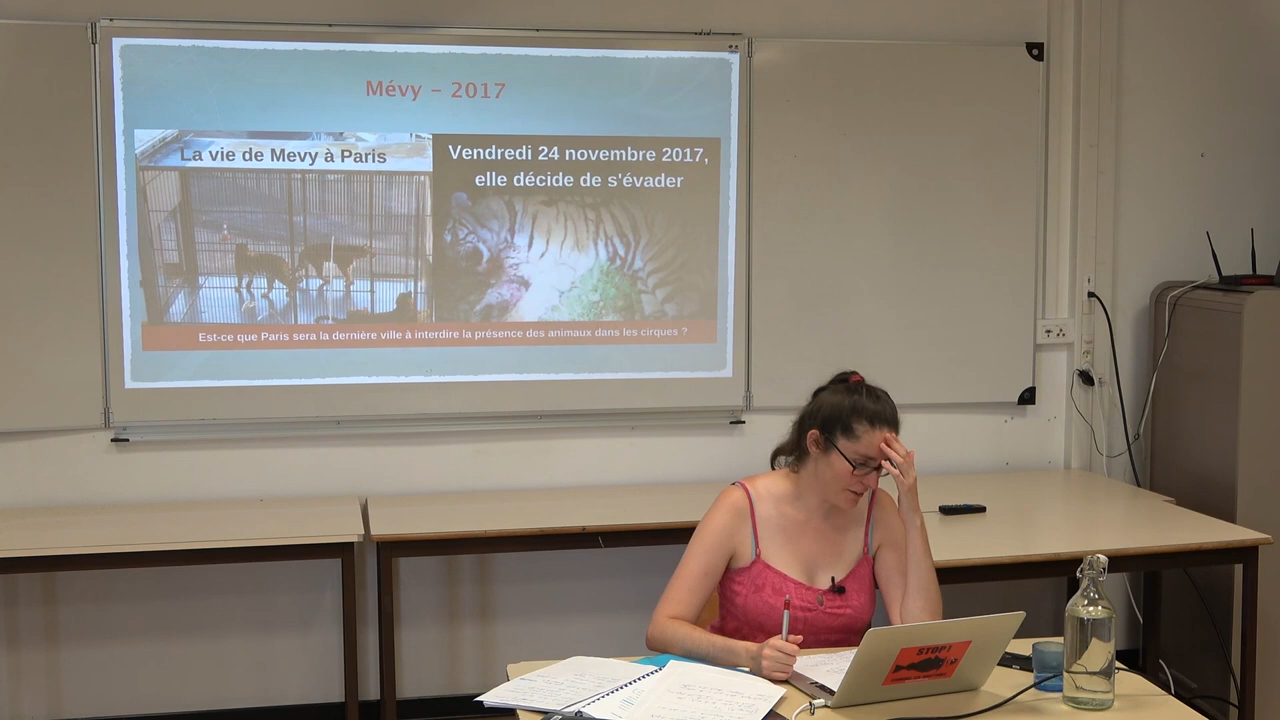 Mévy – 2017
La vie de Mevy à Paris
Vendredi 24 novembre 2017,
elle décide de s'évader
Est-ce que Paris sera la dernière ville à interdire la présence des animaux dans les cirques ?
STOP!